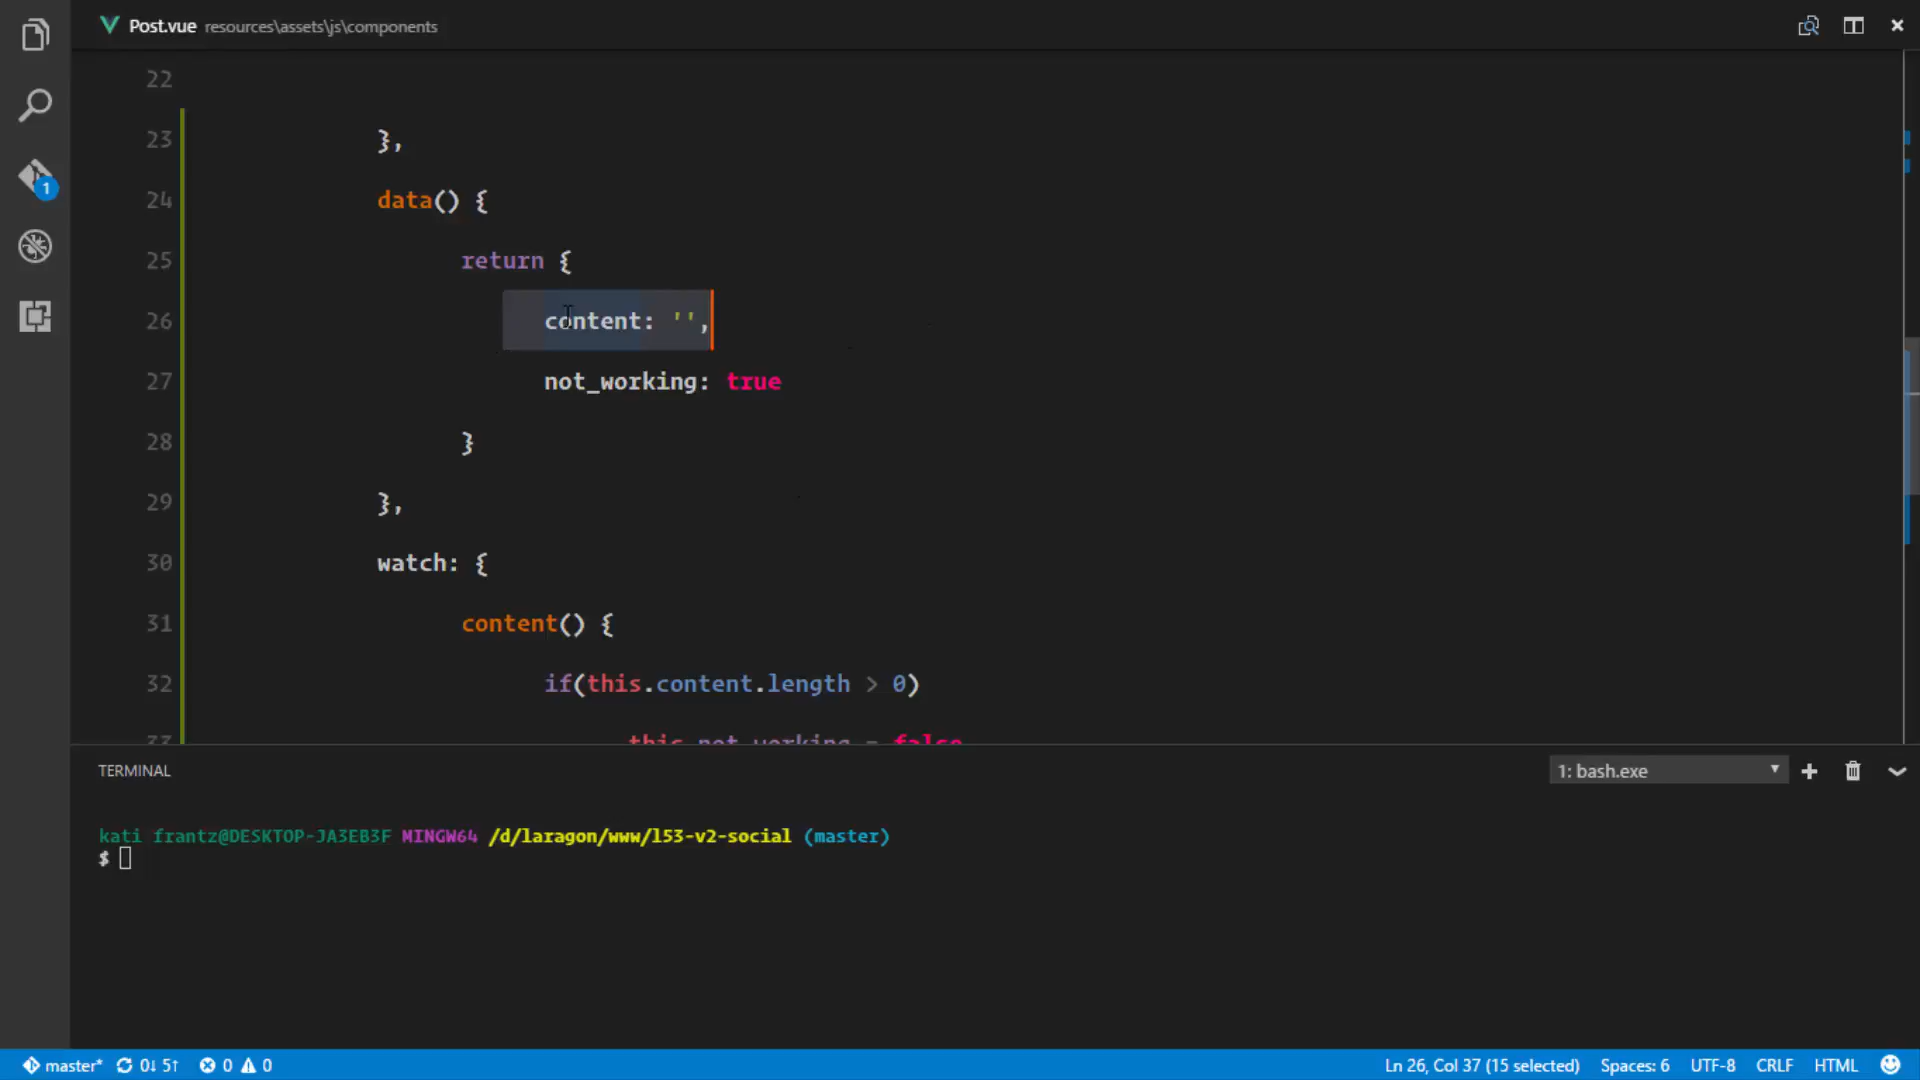 Post.vue resources\assets\js\components
22
23 },
24 data() {
25 return {
26 content: '',
27 not_working: true
28 }
29 },
30 watch: {
31 content() {
32 if(this.content.length > 0)
33 this.not_working = false
TERMINAL
1: bash.exe
kati frantz@DESKTOP-JA3EB3F MINGW64 /d/laragon/www/l53-v2-social (master)
$
1
master* 0↓ 5↑ 0 0 Ln 26, Col 37 (15 selected) Spaces: 6 UTF-8 CRLF HTML